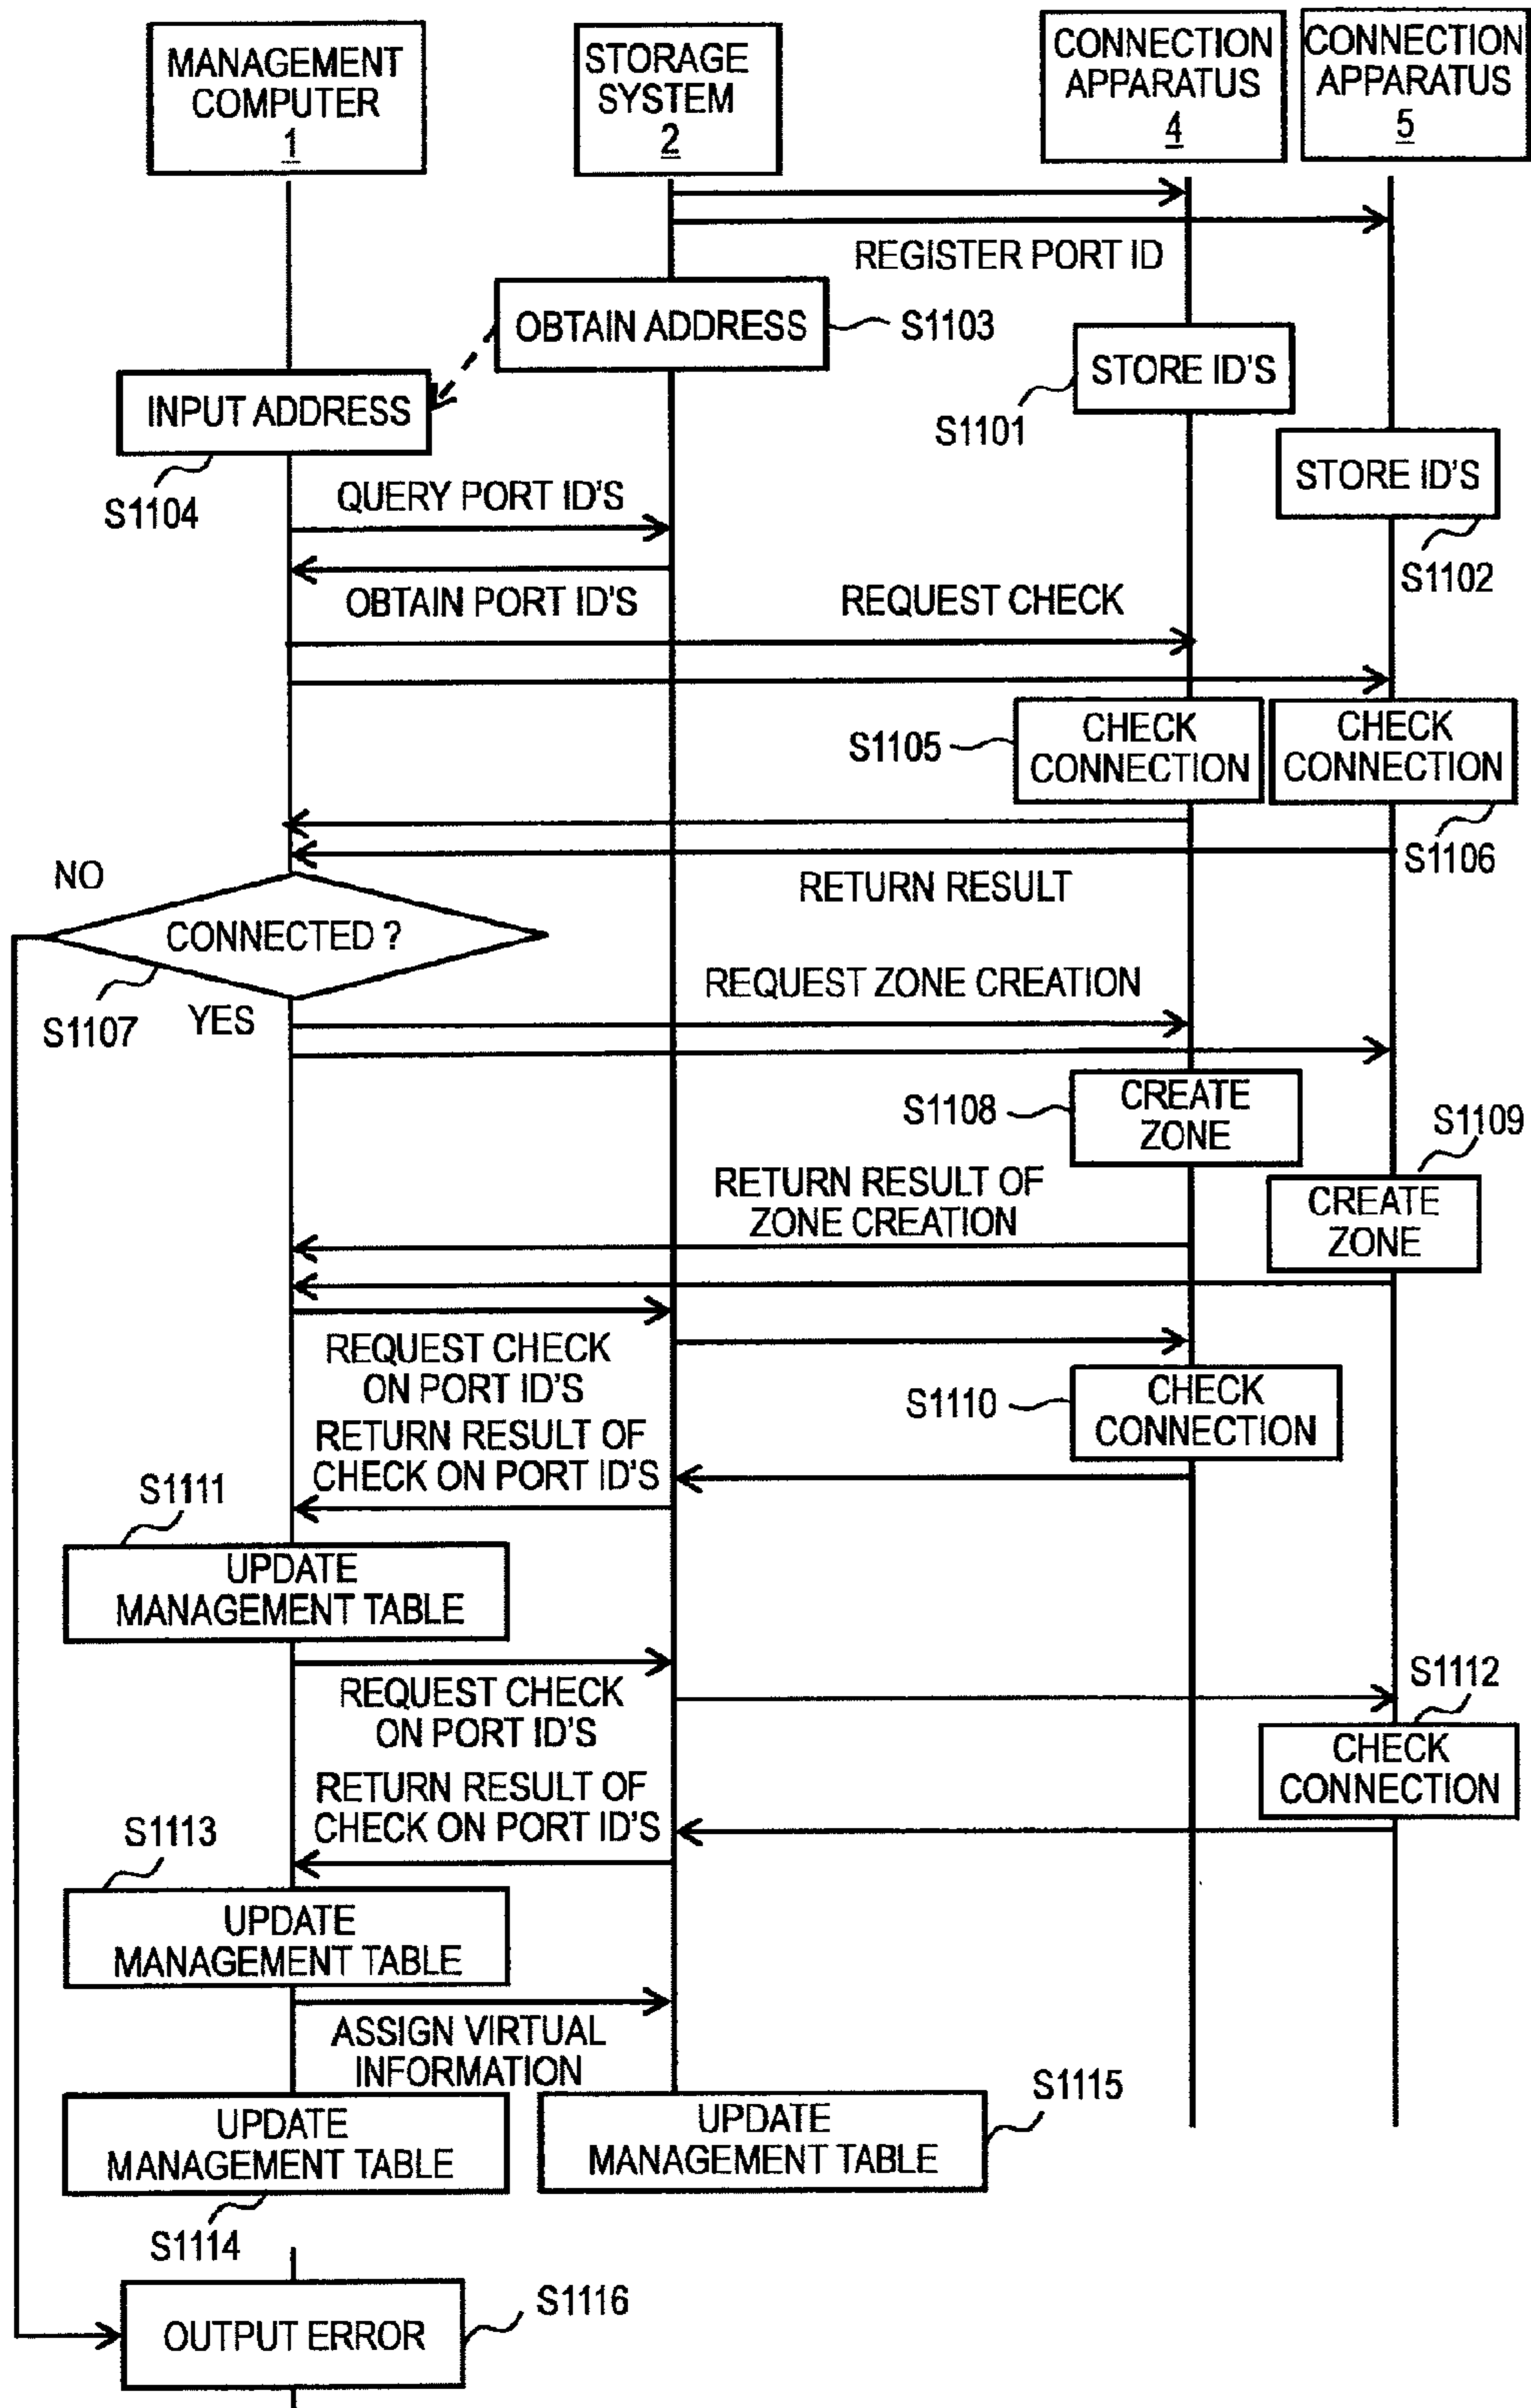 MANAGEMENT
COMPUTER
1
STORAGE
SYSTEM
2
CONNECTION
APPARATUS
4
CONNECTION
APPARATUS
5
REGISTER PORT ID
OBTAIN ADDRESS
S1103
STORE ID'S
S1101
INPUT ADDRESS
S1104
STORE ID'S
S1102
QUERY PORT ID'S
OBTAIN PORT ID'S
REQUEST CHECK
S1105
CHECK
CONNECTION
CHECK
CONNECTION
S1106
RETURN RESULT
NO
CONNECTED ?
S1107
YES
REQUEST ZONE CREATION
S1108
CREATE
ZONE
S1109
CREATE
ZONE
RETURN RESULT OF
ZONE CREATION
REQUEST CHECK
ON PORT ID'S
S1110
CHECK
CONNECTION
RETURN RESULT OF
CHECK ON PORT ID'S
S1111
UPDATE
MANAGEMENT TABLE
REQUEST CHECK
ON PORT ID'S
S1112
CHECK
CONNECTION
RETURN RESULT OF
CHECK ON PORT ID'S
S1113
UPDATE
MANAGEMENT TABLE
ASSIGN VIRTUAL
INFORMATION
UPDATE
MANAGEMENT TABLE
S1114
UPDATE
MANAGEMENT TABLE
S1115
OUTPUT ERROR
S1116